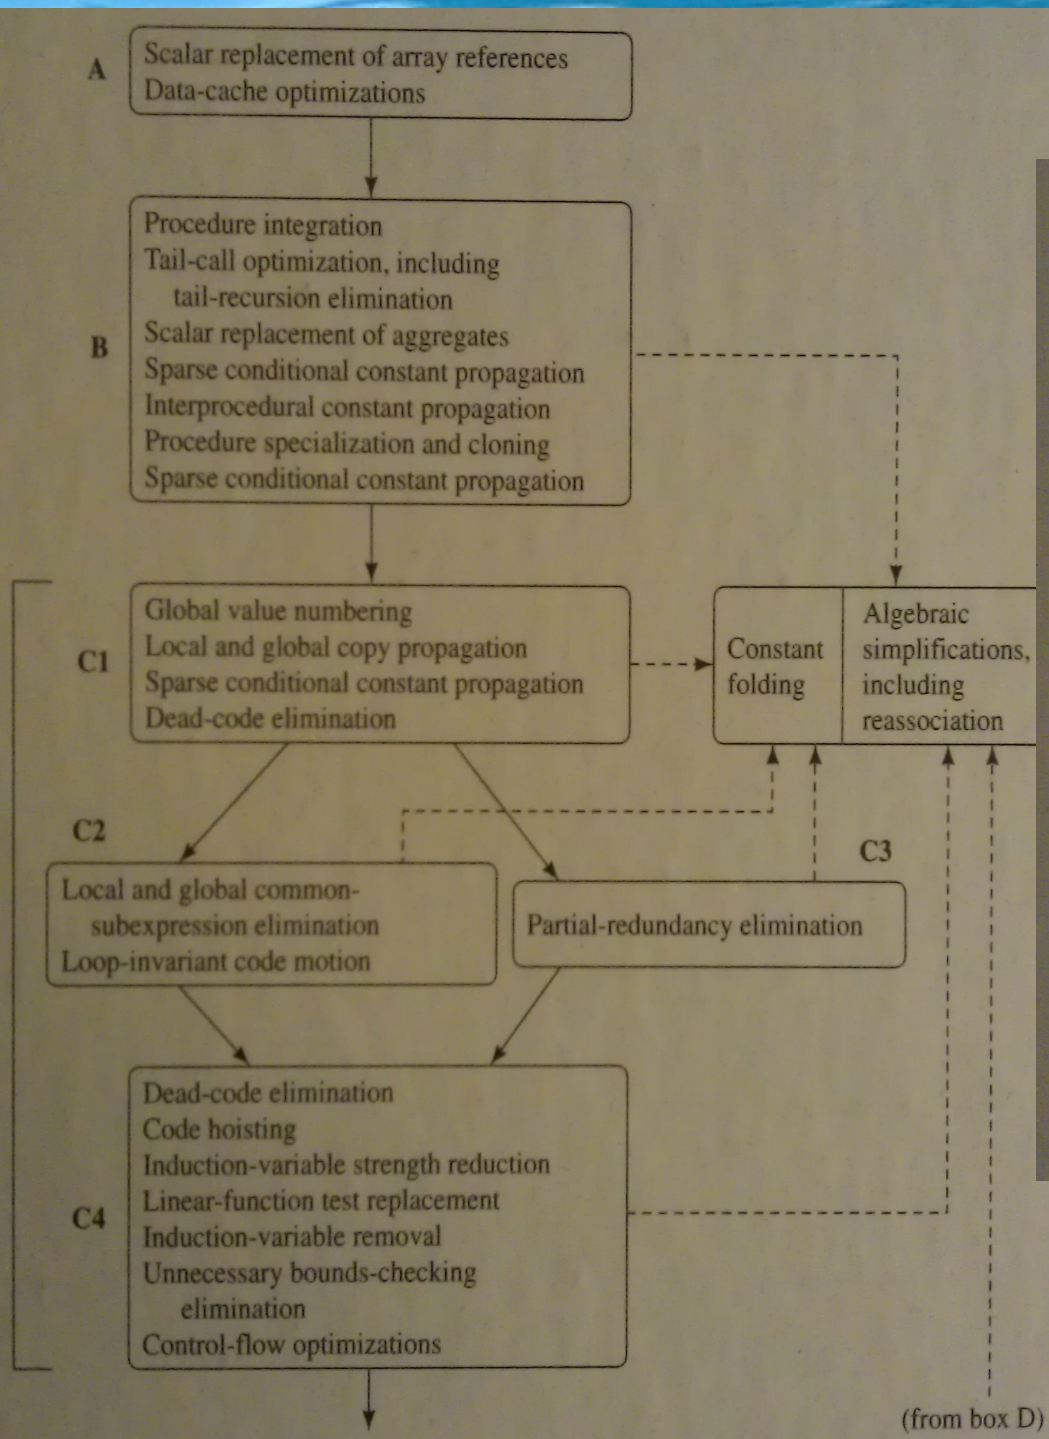 A
Scalar replacement of array references
Data-cache optimizations
B
Procedure integration
Tail-call optimization, including
tail-recursion elimination
Scalar replacement of aggregates
Sparse conditional constant propagation
Interprocedural constant propagation
Procedure specialization and cloning
Sparse conditional constant propagation
C1
Global value numbering
Local and global copy propagation
Sparse conditional constant propagation
Dead-code elimination
Constant
folding
Algebraic
simplifications,
including
reassociation
C2
Local and global common-
subexpression elimination
Loop-invariant code motion
C3
Partial-redundancy elimination
C4
Dead-code elimination
Code hoisting
Induction-variable strength reduction
Linear-function test replacement
Induction-variable removal
Unnecessary bounds-checking
elimination
Control-flow optimizations
(from box D)